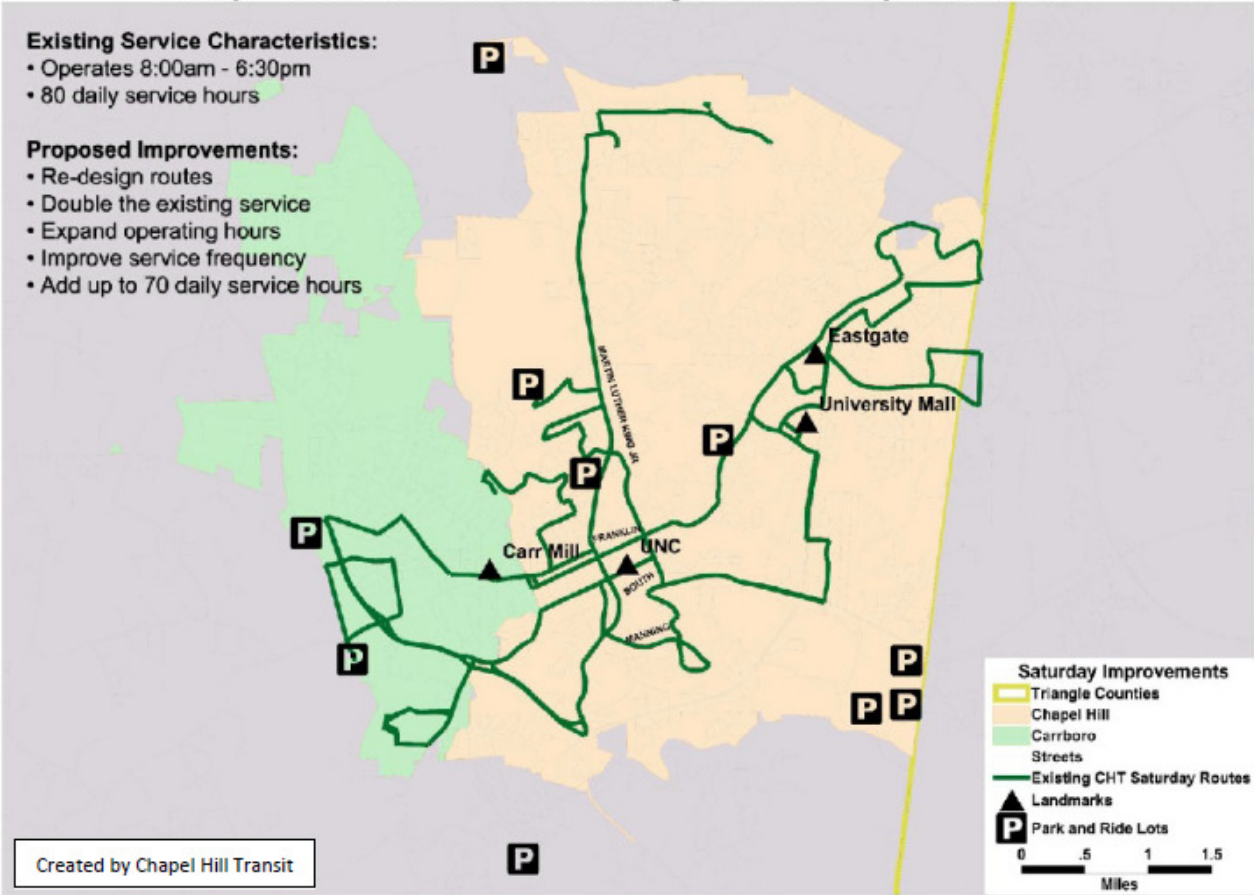 Existing Service Characteristics:
• Operates 8:00am - 6:30pm
• 80 daily service hours
Proposed Improvements:
• Re-design routes
• Double the existing service
• Expand operating hours
• Improve service frequency
• Add up to 70 daily service hours
P
Eastgate
MARTIN LUTHER KING JR
P
University Mall
P
P
P
Carr Mill
FRANKLIN
UNC
SOUTH
MANNING
P
P
P
P
P
Saturday Improvements
Triangle Counties
Chapel Hill
Carrboro
Streets
Existing CHT Saturday Routes
Landmarks
P Park and Ride Lots
0 .5 1 1.5
Miles
Created by Chapel Hill Transit